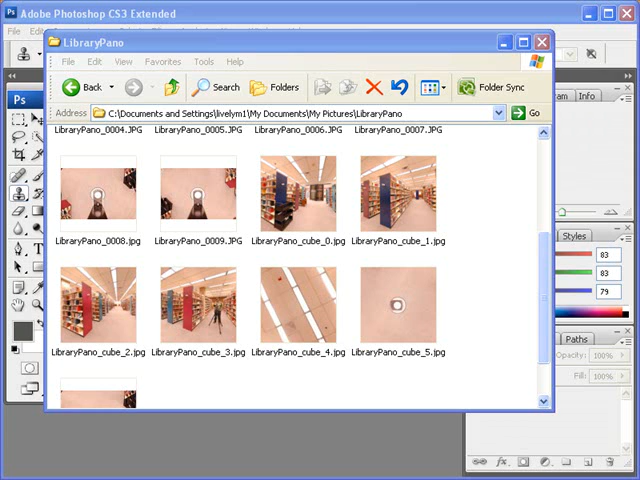 Adobe Photoshop CS3 Extended
File
LibraryPano
File Edit View Favorites Tools Help
Back Search Folders Folder Sync
Address C:\Documents and Settings\livelym1\My Documents\My Pictures\LibraryPano Go
LibraryPano_0004.JPG LibraryPano_0005.JPG LibraryPano_0006.JPG LibraryPano_0007.JPG
LibraryPano_0008.jpg LibraryPano_0009.JPG LibraryPano_cube_0.jpg LibraryPano_cube_1.jpg
LibraryPano_cube_2.jpg LibraryPano_cube_3.jpg LibraryPano_cube_4.jpg LibraryPano_cube_5.jpg
Ps
Info
Styles
83
83
79
Paths
Opacity: 100%
Fill: 100%